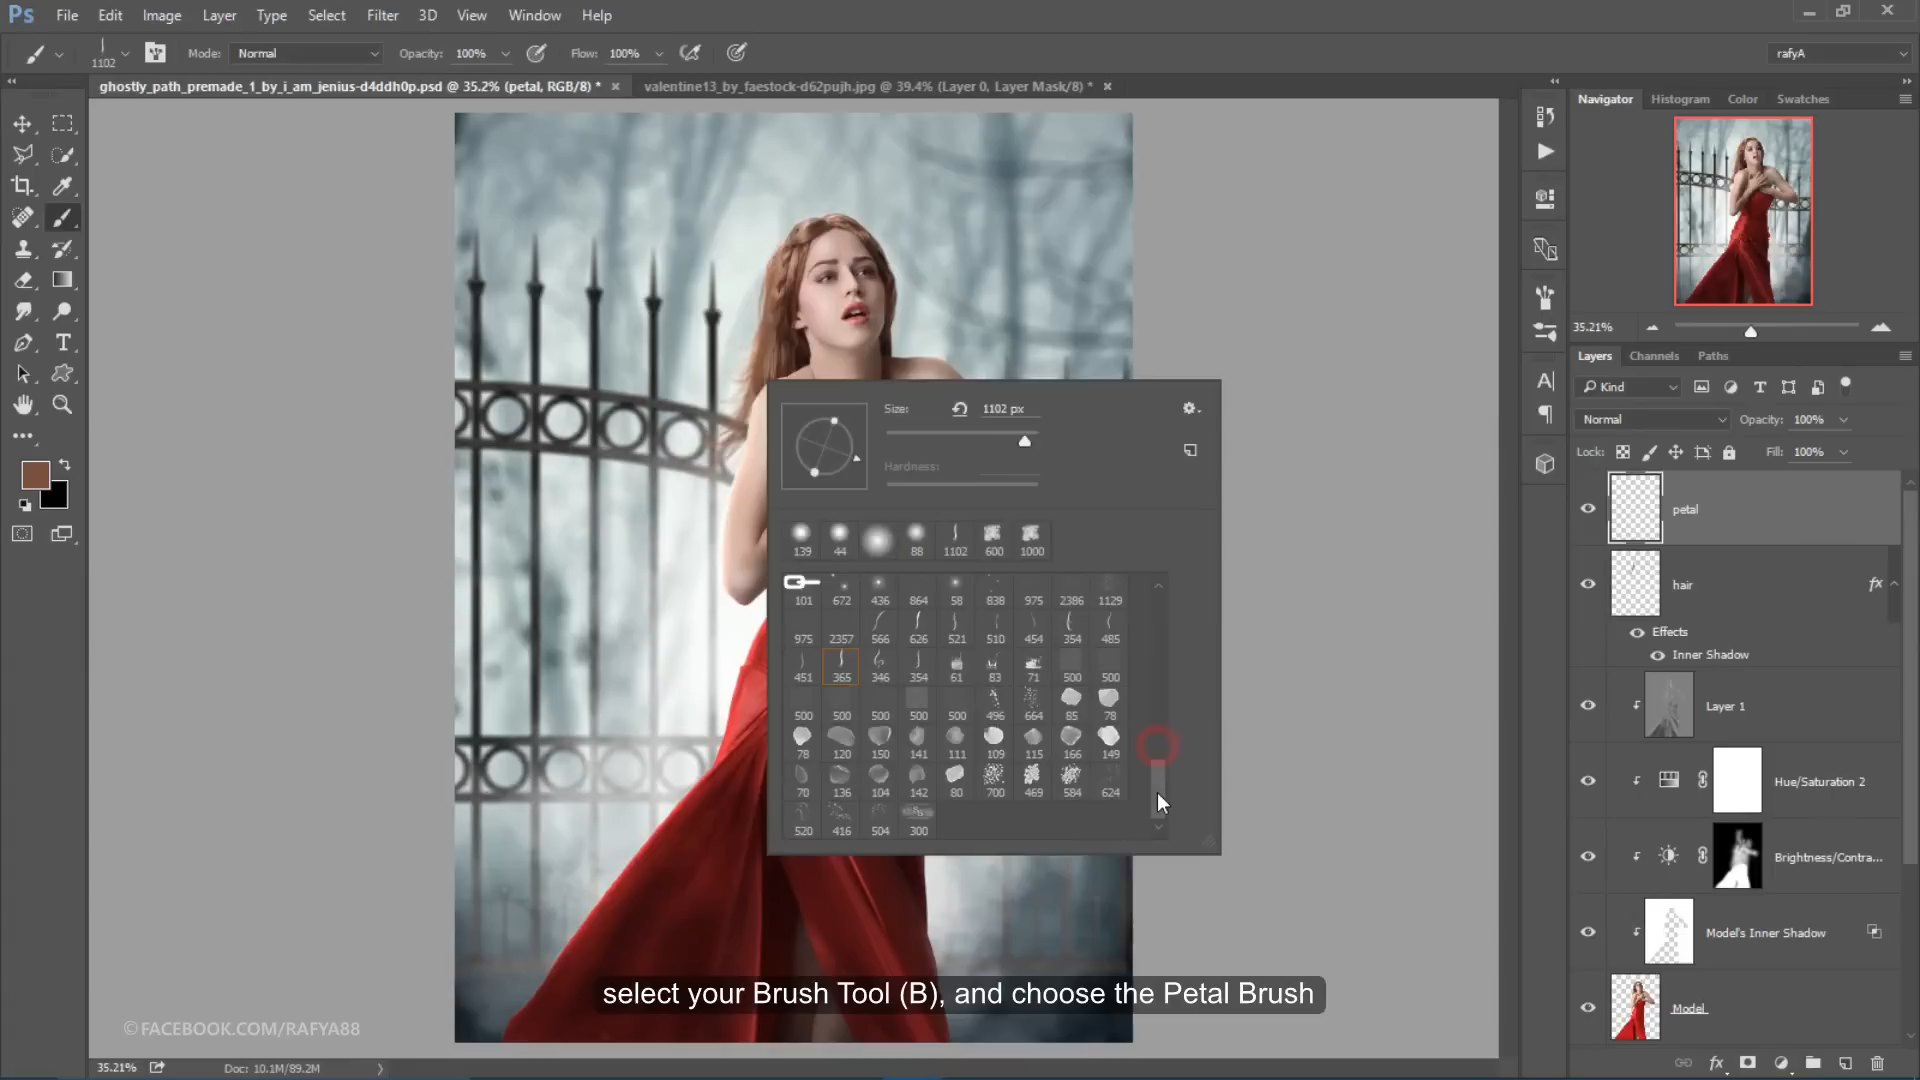 Ps File Edit Image Layer Type Select Filter 3D View Window Help
1102 Mode: Normal Opacity: 100% Flow: 100% rafyA
ghostly_path_premade_1_by_i_am_jenius-d4ddh0p.psd @ 35.2% (petal, RGB/8) * × valentine13_by_faestock-d62pujh.jpg @ 39.4% (Layer 0, Layer Mask/8) * ×
Navigator Histogram Color Swatches
35.21%
Layers Channels Paths
Kind
Normal Opacity: 100%
Lock: Fill: 100%
petal
hair fx
Effects
Inner Shadow
Layer 1
Hue/Saturation 2
Brightness/Contra...
Model's Inner Shadow
Model
Size: 1102 px
Hardness:
139 44 88 1102 600 1000
101 672 436 864 58 838 975 2386 1129
975 2357 566 626 521 510 454 354 485
451 365 346 354 61 83 71 500 500
500 500 500 500 500 496 664 85 78
78 120 150 141 111 109 115 166 149
70 136 104 142 80 700 469 584 624
520 416 504 300
select your Brush Tool (B), and choose the Petal Brush
©FACEBOOK.COM/RAFYA88
35.21% Doc: 10.1M/89.2M
fx